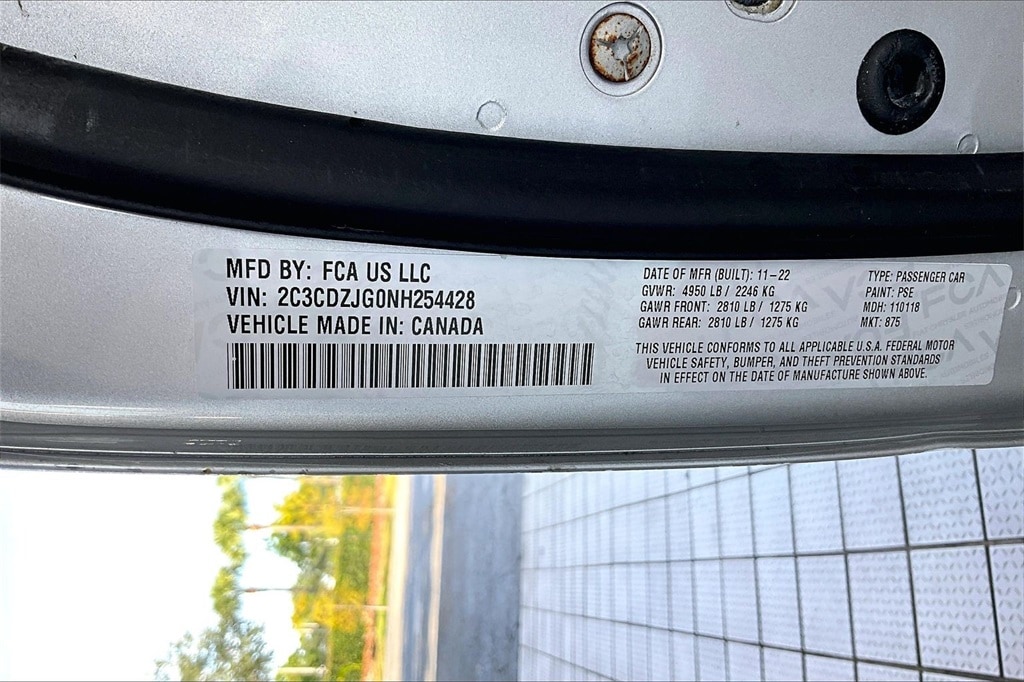 MFD BY: FCA US LLC
VIN: 2C3CDZJG0NH254428
VEHICLE MADE IN: CANADA
DATE OF MFR (BUILT): 11-22
GVWR: 4950 LB / 2246 KG
GAWR FRONT: 2810 LB / 1275 KG
GAWR REAR: 2810 LB / 1275 KG
TYPE: PASSENGER CAR
PAINT: PSE
MDH: 110118
MKT: 875
THIS VEHICLE CONFORMS TO ALL APPLICABLE U.S.A. FEDERAL MOTOR
VEHICLE SAFETY, BUMPER, AND THEFT PREVENTION STANDARDS
IN EFFECT ON THE DATE OF MANUFACTURE SHOWN ABOVE.